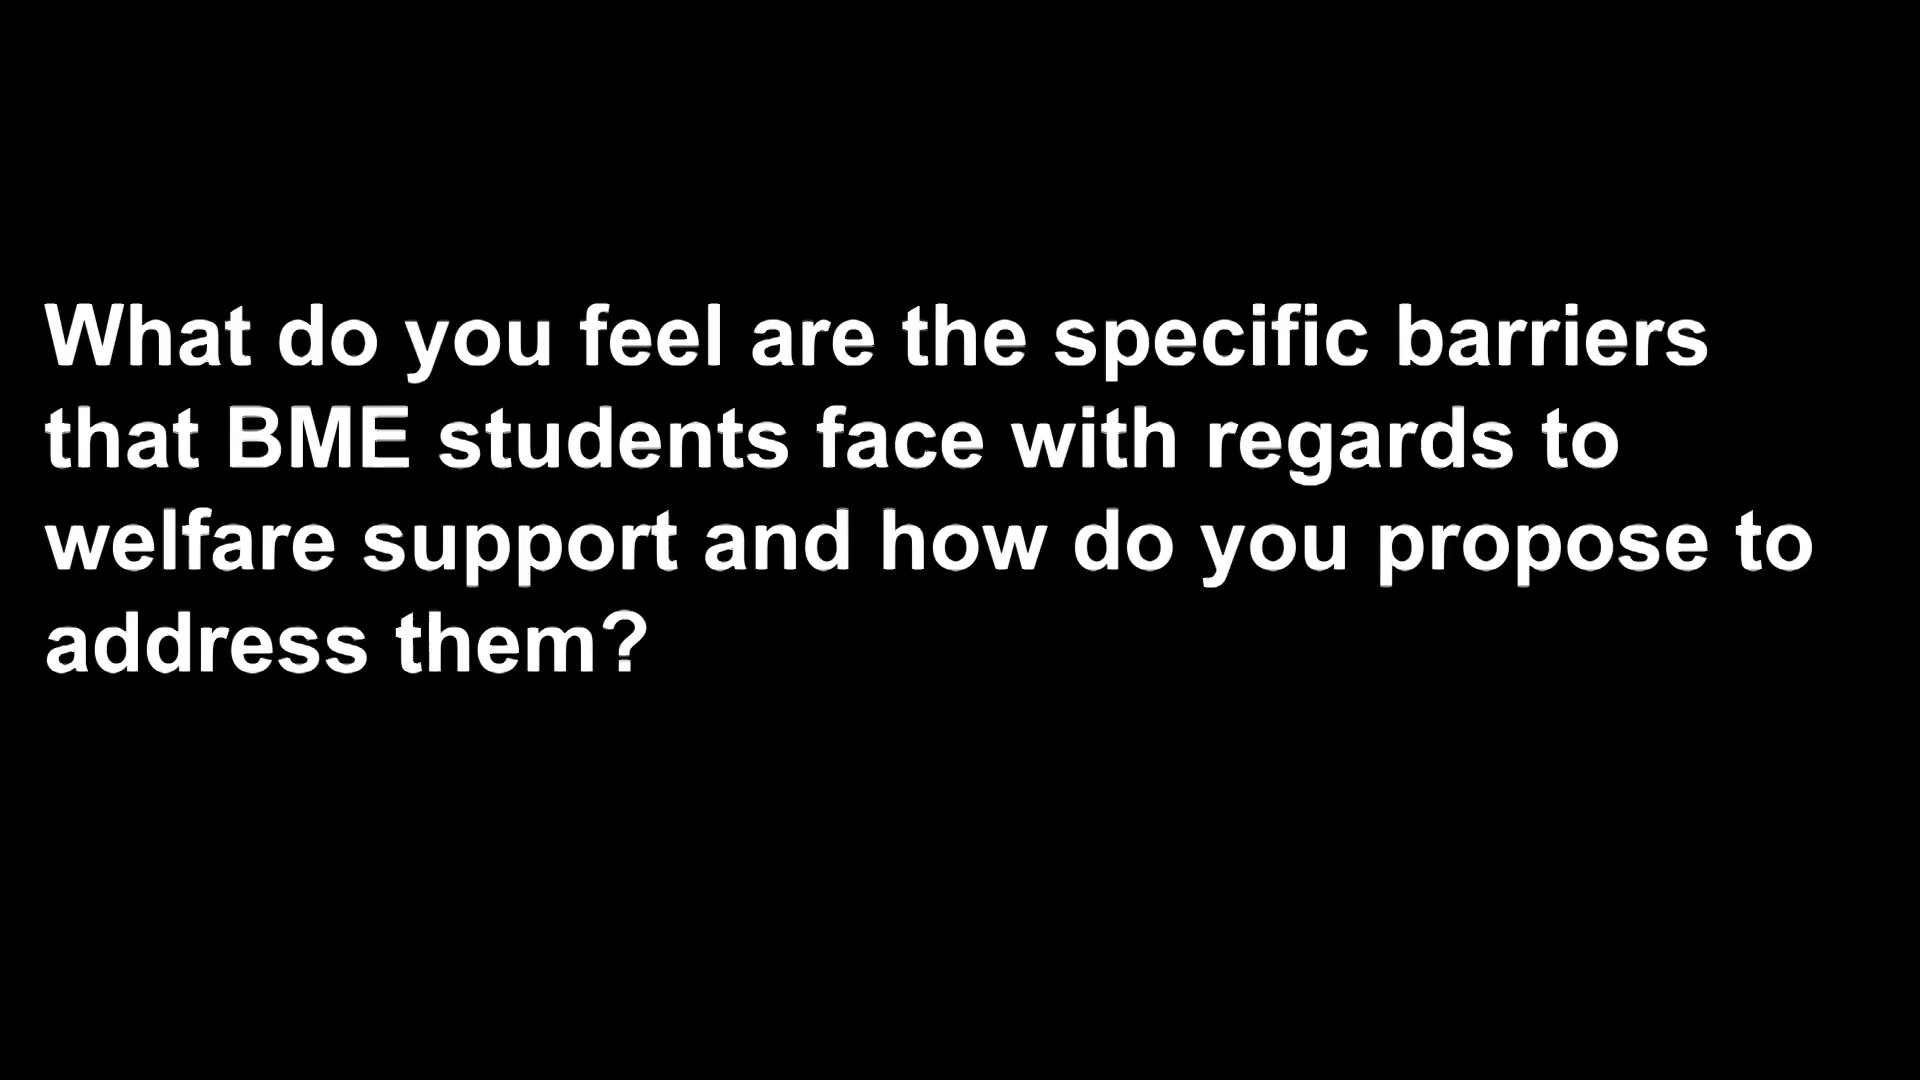 What do you feel are the specific barriers
that BME students face with regards to
welfare support and how do you propose to
address them?